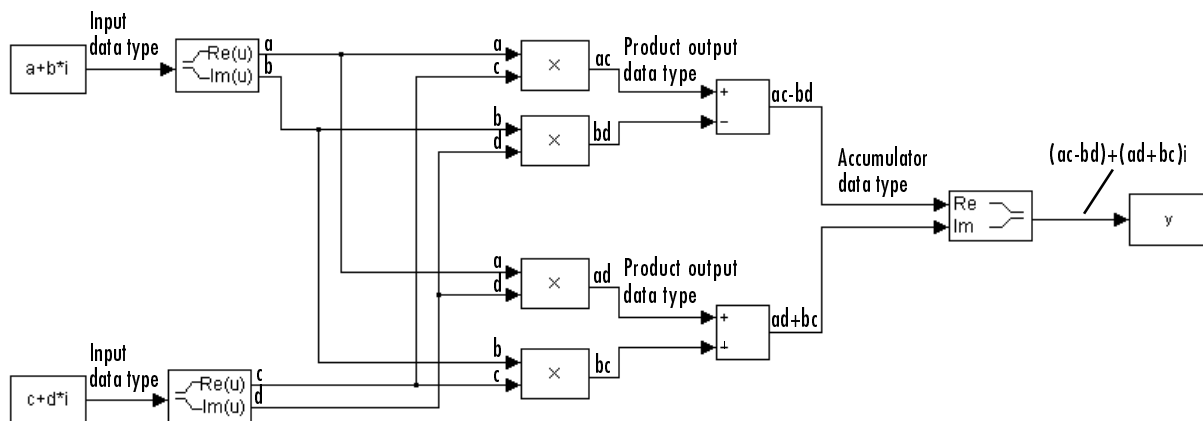 Input
data type
a+b*i
Re(u)
Im(u)
a
b
a
c
×
ac
Product output
data type
+
−
ac-bd
b
d
×
bd
Accumulator
data type
(ac-bd)+(ad+bc)i
Re
Im
y
a
d
×
ad
Product output
data type
+
+
ad+bc
b
c
×
bc
Input
data type
c+d*i
Re(u)
Im(u)
c
d